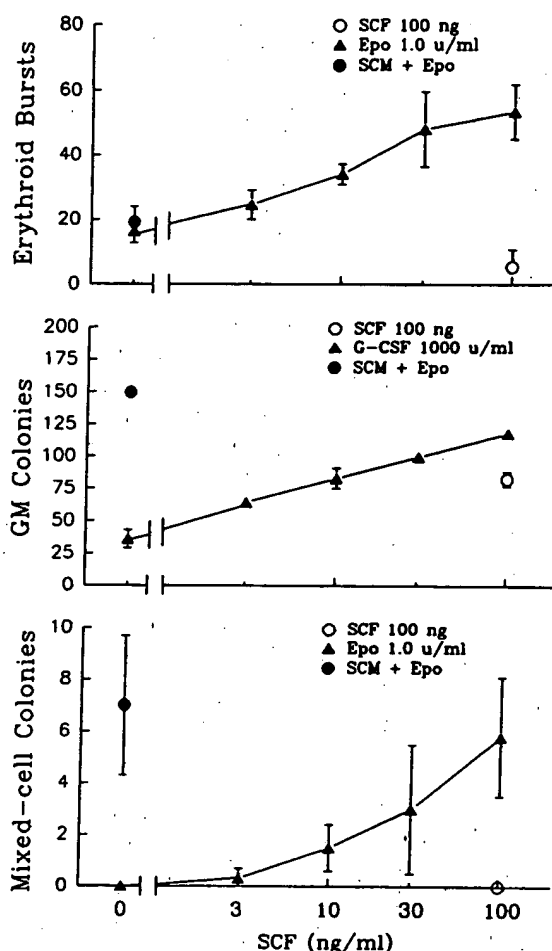 80
60
40
20
0
Erythroid Bursts
SCF 100 ng
Epo 1.0 u/ml
SCM + Epo
200
175
150
125
100
75
50
25
0
GM Colonies
SCF 100 ng
G-CSF 1000 u/ml
SCM + Epo
10
8
6
4
2
0
Mixed-cell Colonies
SCF 100 ng
Epo 1.0 u/ml
SCM + Epo
0 3 10 30 100
SCF (ng/ml)